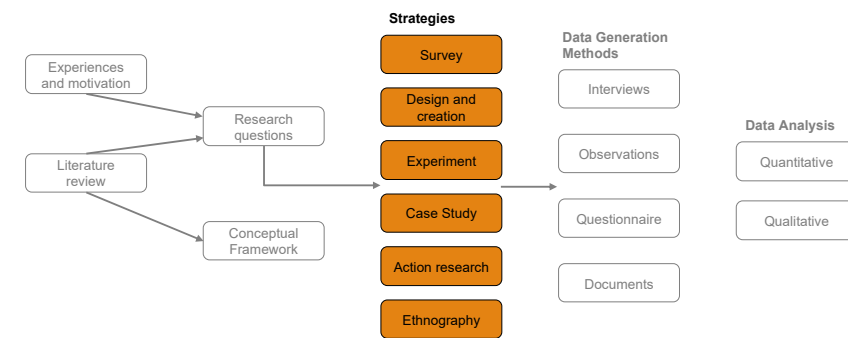 Strategies
Experiences
and motivation
Literature
review
Research
questions
Conceptual
Framework
Survey
Design and
creation
Experiment
Case Study
Action research
Ethnography
Data Generation
Methods
Interviews
Observations
Questionnaire
Documents
Data Analysis
Quantitative
Qualitative